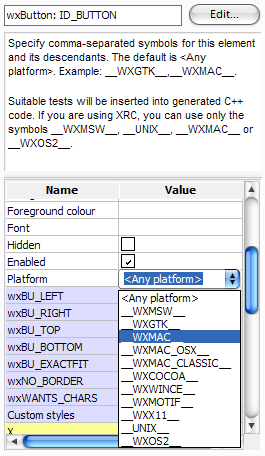 wxButton: ID_BUTTON
Edit...
Specify comma-separated symbols for this element
and its descendants. The default is <Any
platform>. Example: __WXGTK__,__WXMAC__.
Suitable tests will be inserted into generated C++
code. If you are using XRC, you can use only the
symbols __WXMSW__, __UNIX__, __WXMAC__ or
__WXOS2__.
Name Value
Foreground colour
Font
Hidden
Enabled
Platform <Any platform>
wxBU_LEFT <Any platform>
wxBU_RIGHT __WXMSW__
wxBU_TOP __WXGTK__
__WXMAC__
wxBU_BOTTOM __WXMAC_OSX__
wxBU_EXACTFIT __WXMAC_CLASSIC__
__WXCOCOA__
wxNO_BORDER __WXWINCE__
wxWANTS_CHARS __WXMOTIF__
Custom styles __WXX11__
X __UNIX__
__WXOS2__